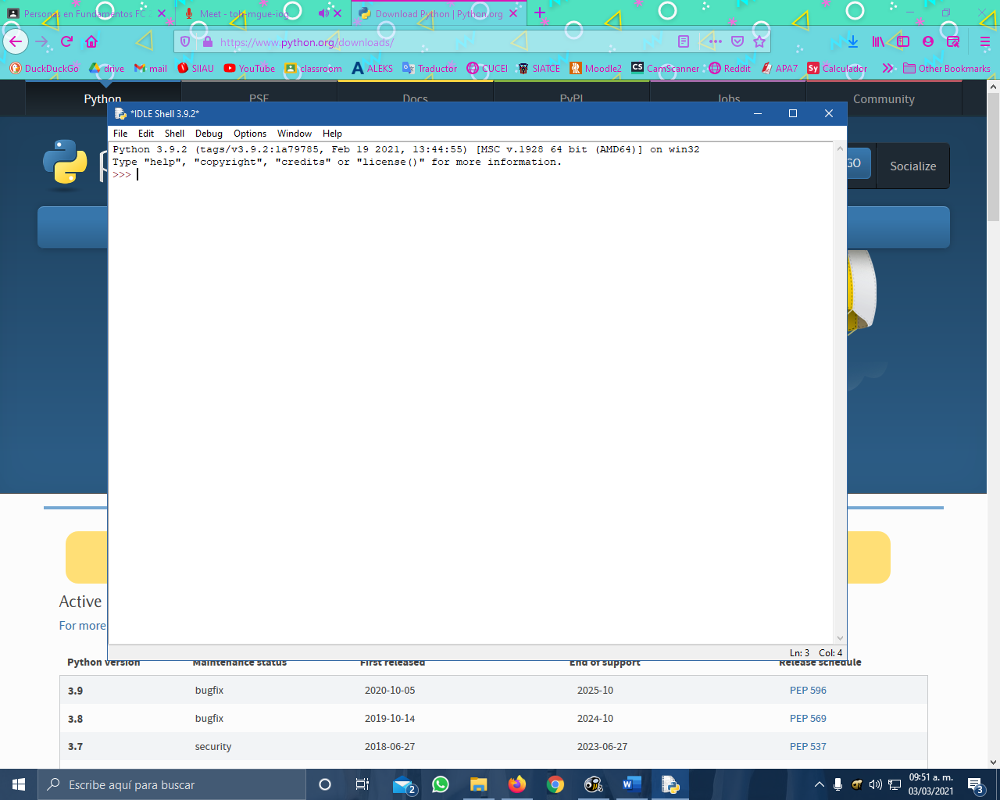 Personas en Fundamentos FC
Meet - toh-mgue-iog
Download Python | Python.org
https://www.python.org/downloads/
DuckDuckGo drive mail SIIAU YouTube classroom ALEKS Traductor CUCEI SIATCE Moodle2 CamScanner Reddit APA7 Calculador Other Bookmarks
Python PSF Docs PyPI Jobs Community
*IDLE Shell 3.9.2*
File Edit Shell Debug Options Window Help
Python 3.9.2 (tags/v3.9.2:1a79785, Feb 19 2021, 13:44:55) [MSC v.1928 64 bit (AMD64)] on win32
Type "help", "copyright", "credits" or "license()" for more information.
>>>
GO Socialize
Active
For more
Ln: 3 Col: 4
Python version Maintenance status First released End of support Release schedule
3.9 bugfix 2020-10-05 2025-10 PEP 596
3.8 bugfix 2019-10-14 2024-10 PEP 569
3.7 security 2018-06-27 2023-06-27 PEP 537
Escribe aquí para buscar
2
09:51 a. m.
03/03/2021
3